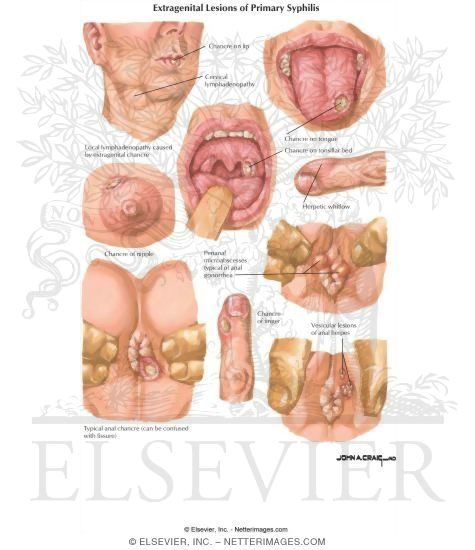 Extragenital Lesions of Primary Syphilis
Chancre on lip
Cervical
lymphadenopathy
Local lymphadenopathy caused
by extragenital chancre
Chancre on tongue
Chancre on tonsillar bed
Herpetic whitlow
Chancre of nipple
Perianal
microabscesses
typical of anal
gonorrhea
Chancre
of finger
Vesicular lesions
of anal herpes
Typical anal chancre (can be confused
with fissure)
JOHN A. CRAIG MD
ELSEVIER
© Elsevier, Inc. - Netterimages.com
© ELSEVIER, INC. – NETTERIMAGES.COM